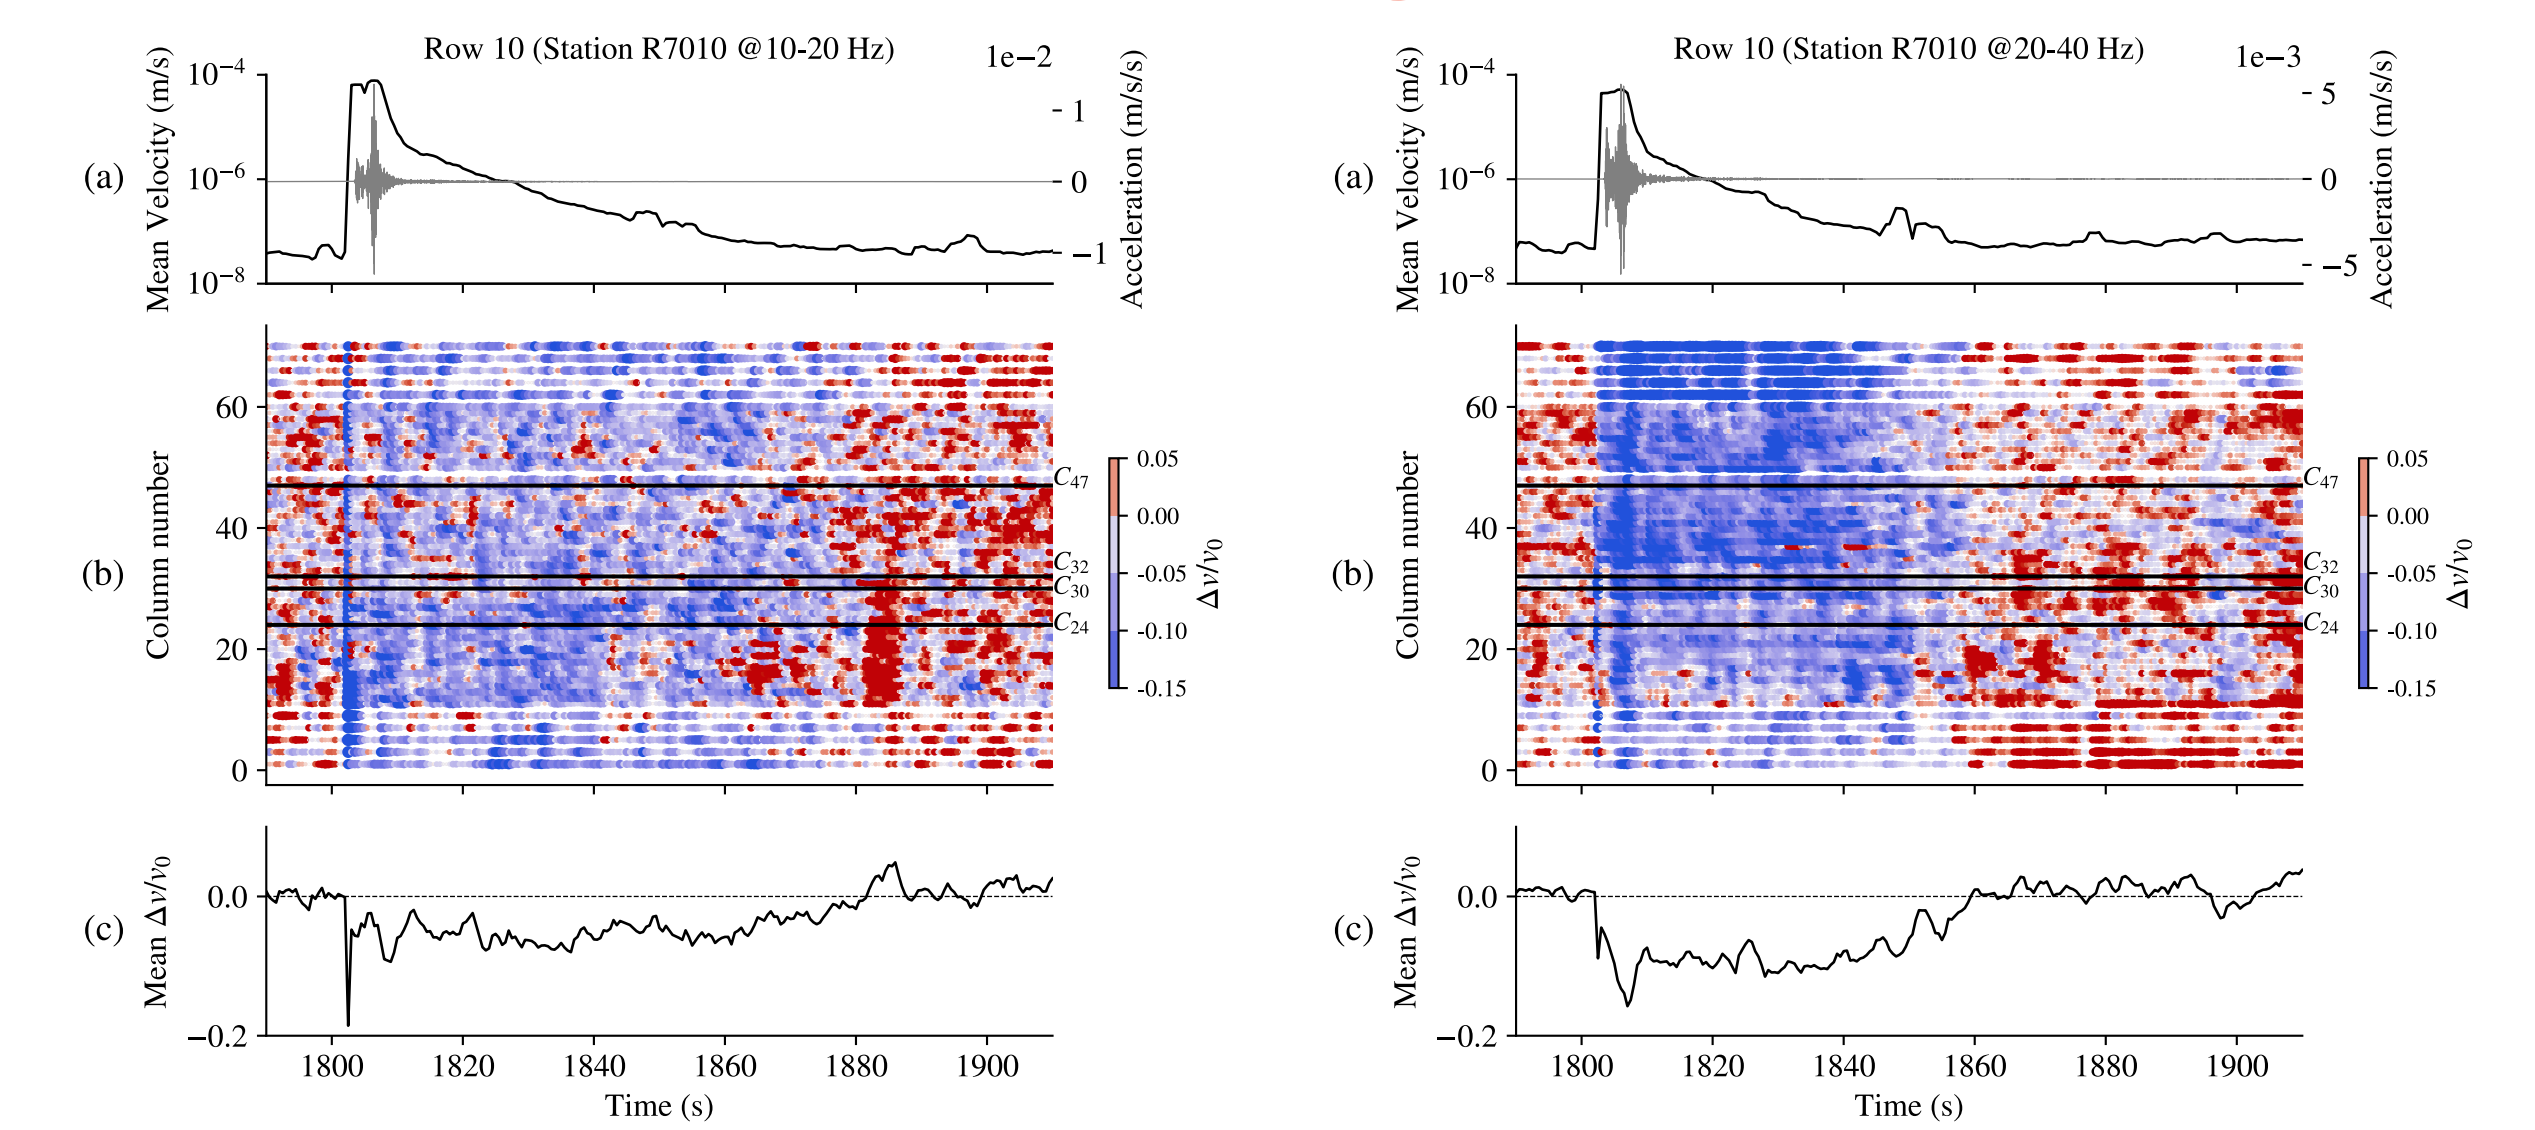 Row 10 (Station R7010 @10-20 Hz)
1e−2
Mean Velocity (m/s)
10⁻⁴
10⁻⁶
10⁻⁸
1
0
−1
Acceleration (m/s/s)
(a)
(b)
Column number
60
40
20
0
C₄₇
C₃₂
C₃₀
C₂₄
0.05
0.00
-0.05
-0.10
-0.15
Δv/v₀
(c)
Mean Δv/v₀
0.0
−0.2
1800 1820 1840 1860 1880 1900
Time (s)
Row 10 (Station R7010 @20-40 Hz)
1e−3
Mean Velocity (m/s)
10⁻⁴
10⁻⁶
10⁻⁸
5
0
−5
Acceleration (m/s/s)
(a)
(b)
Column number
60
40
20
0
C₄₇
C₃₂
C₃₀
C₂₄
0.05
0.00
-0.05
-0.10
-0.15
Δv/v₀
(c)
Mean Δv/v₀
0.0
−0.2
1800 1820 1840 1860 1880 1900
Time (s)